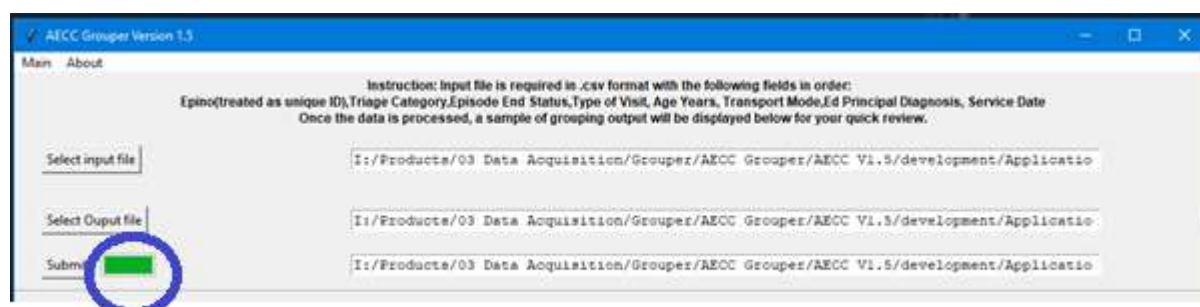 AECC Grouper Version 1.5
Main About
Instruction: Input file is required in .csv format with the following fields in order:
Epino(treated as unique ID),Triage Category,Episode End Status,Type of Visit, Age Years, Transport Mode,Ed Principal Diagnosis, Service Date
Once the data is processed, a sample of grouping output will be displayed below for your quick review.
Select input file
I:/Products/03 Data Acquisition/Grouper/AECC Grouper/AECC V1.5/development/Applicatio
Select Ouput file
I:/Products/03 Data Acquisition/Grouper/AECC Grouper/AECC V1.5/development/Applicatio
Submi
I:/Products/03 Data Acquisition/Grouper/AECC Grouper/AECC V1.5/development/Applicatio